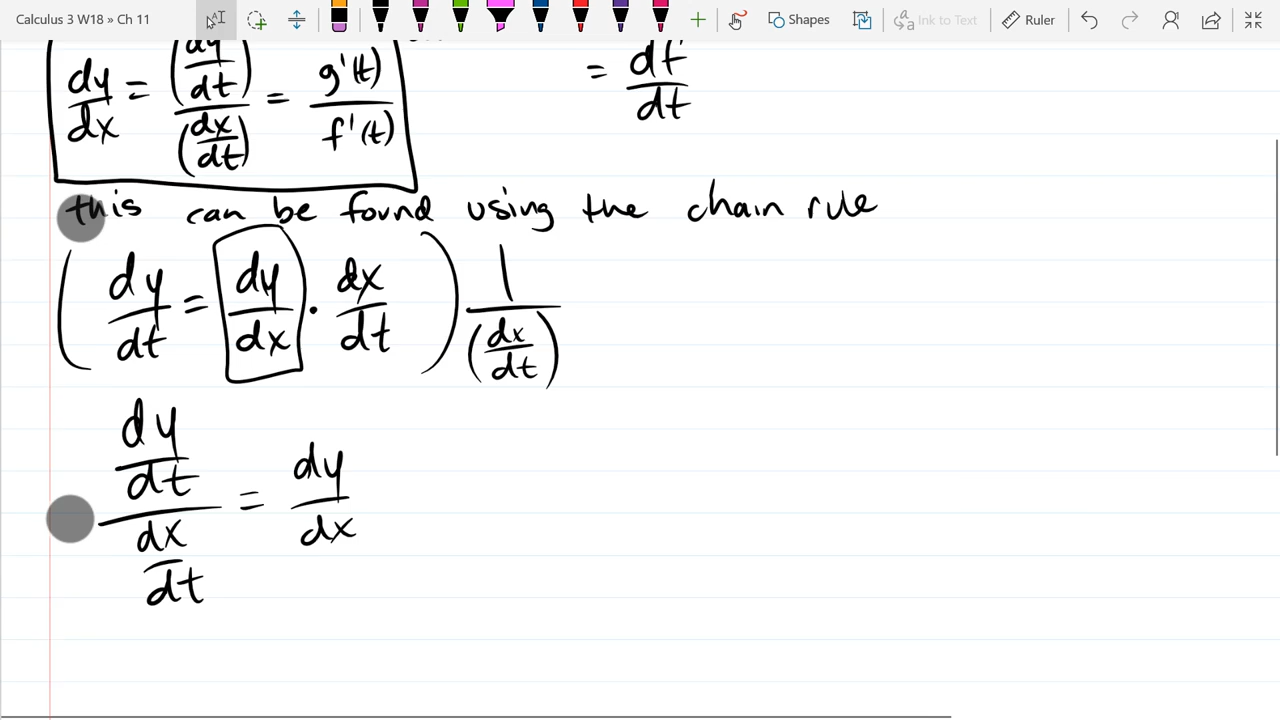 Calculus 3 W18 » Ch 11
Shapes
Ink to Text
Ruler
dy/dx = (dy/dt)/(dx/dt) = g'(t)/f'(t)
= df/dt
this can be found using the chain rule
( dy/dt = dy/dx · dx/dt ) 1/(dx/dt)
(dy/dt)/(dx/dt) = dy/dx